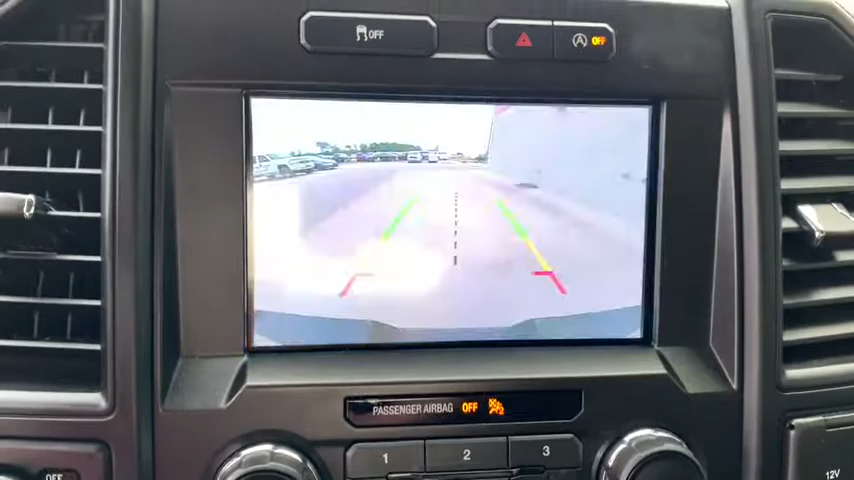 OFF
OFF
PASSENGER AIRBAG OFF
1 2 3
OFF
12V